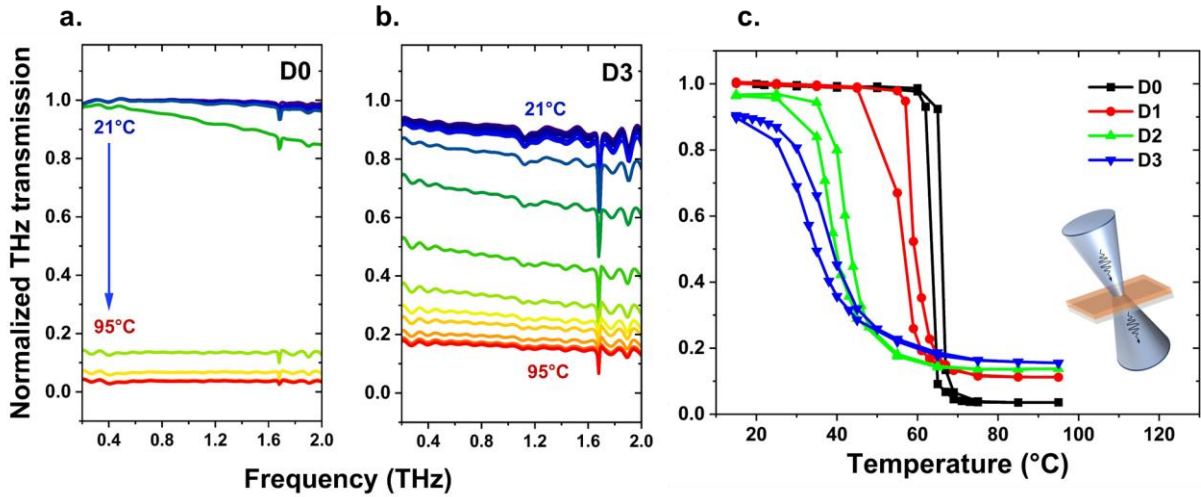 a.
b.
c.
Normalized THz transmission
D0
1.0
0.8
0.6
0.4
0.2
0.0
21°C
95°C
0.4 0.8 1.2 1.6 2.0
D3
1.0
0.8
0.6
0.4
0.2
0.0
21°C
95°C
0.4 0.8 1.2 1.6 2.0
Frequency (THz)
1.0
0.8
0.6
0.4
0.2
0.0
D0
D1
D2
D3
20 40 60 80 100 120
Temperature (°C)